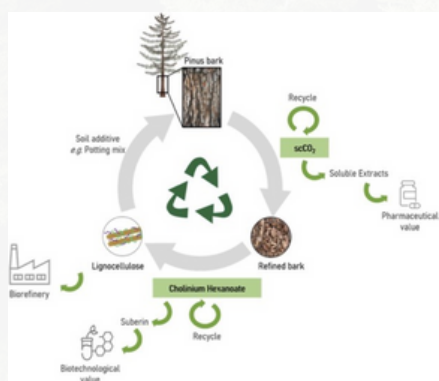 Pinus bark
Recycle
Soil additive
e.g Potting mix
scCO₂
Soluble Extracts
Pharmaceutical
value
Lignocellulose
Refined bark
Cholinium Hexanoate
Biorefinery
Suberin
Recycle
Biotechnological
value